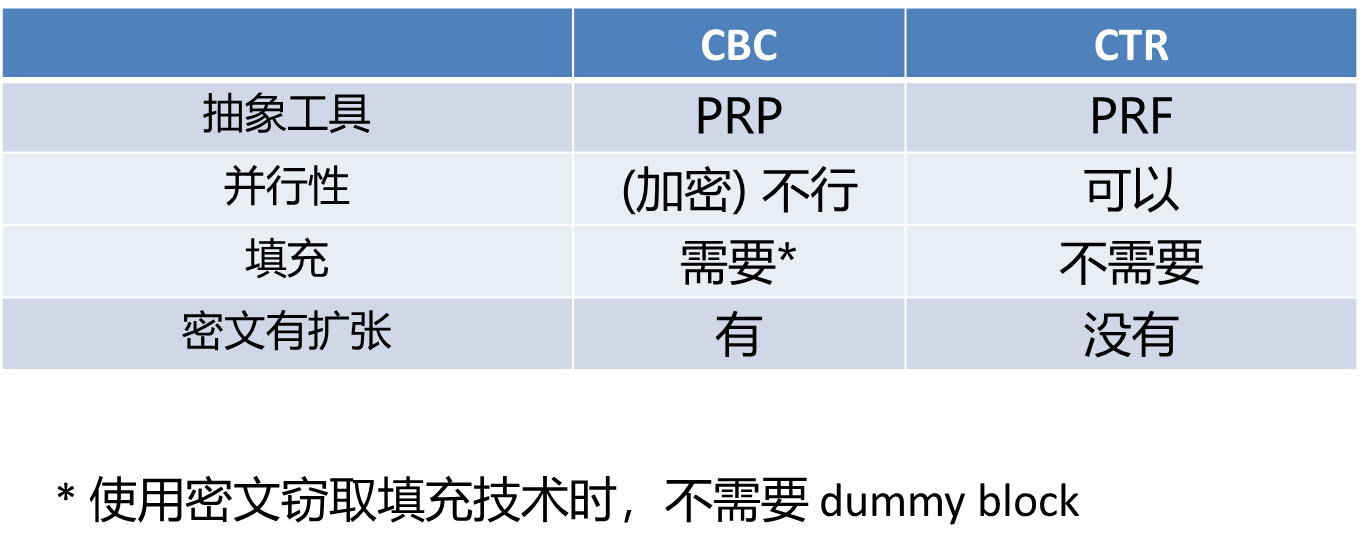 CBC CTR
抽象工具 PRP PRF
并行性 (加密) 不行 可以
填充 需要* 不需要
密文有扩张 有 没有
* 使用密文窃取填充技术时，不需要 dummy block